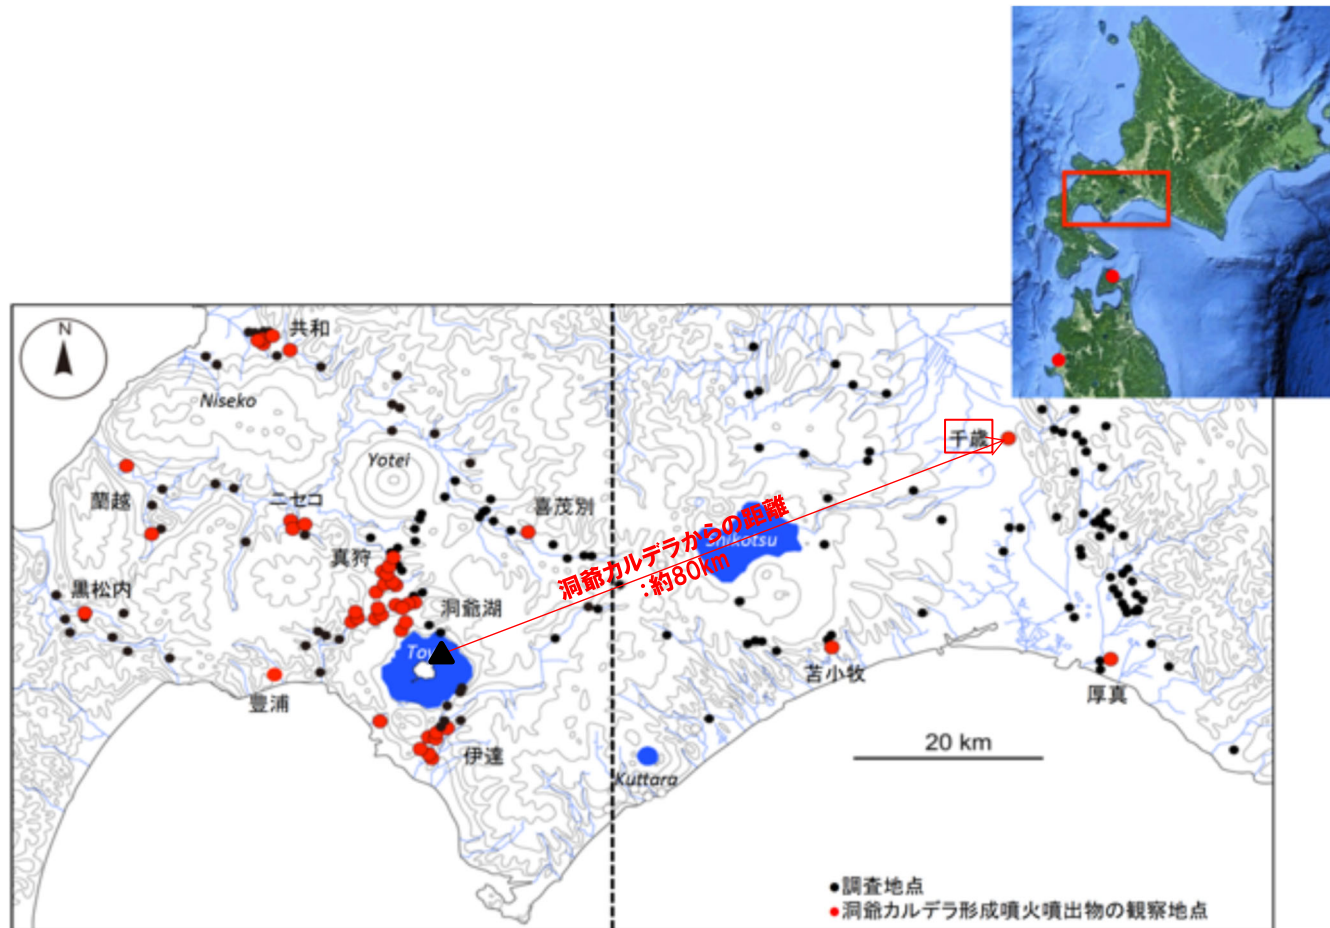 N
共和
Niseko
千歳
Yotei
蘭越
ニセコ
喜茂別
洞爺カルデラからの距離
:約80km
Shikotsu
真狩
黒松内
洞爺湖
豊浦
苫小牧
厚真
伊達
20 km
Kuttara
調査地点
洞爺カルデラ形成噴火噴出物の観察地点